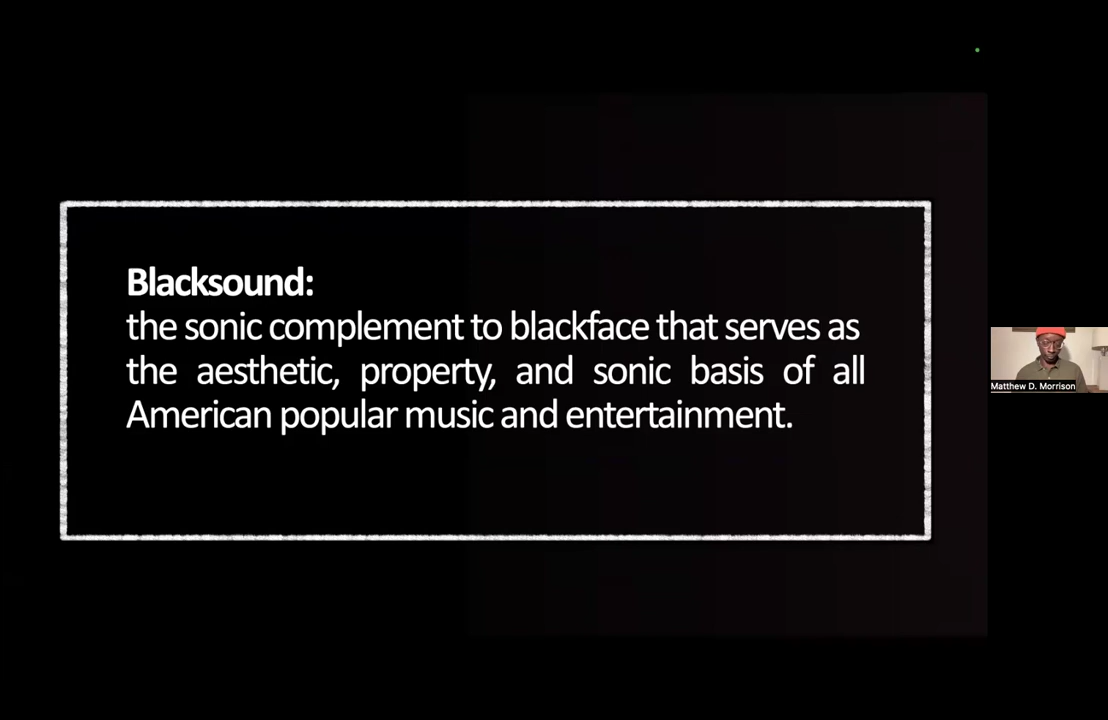 Blacksound:
the sonic complement to blackface that serves as
the aesthetic, property, and sonic basis of all
American popular music and entertainment.
Matthew D. Morrison